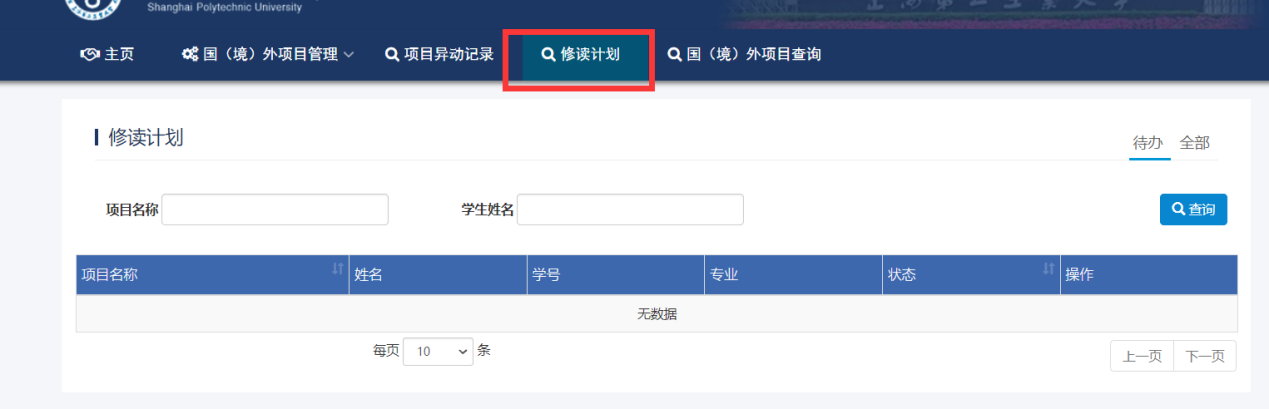 Shanghai Polytechnic University
主页 国（境）外项目管理 项目异动记录 修读计划 国（境）外项目查询
修读计划
待办 全部
项目名称 学生姓名 查询
项目名称 姓名 学号 专业 状态 操作
无数据
每页 10 条
上一页 下一页